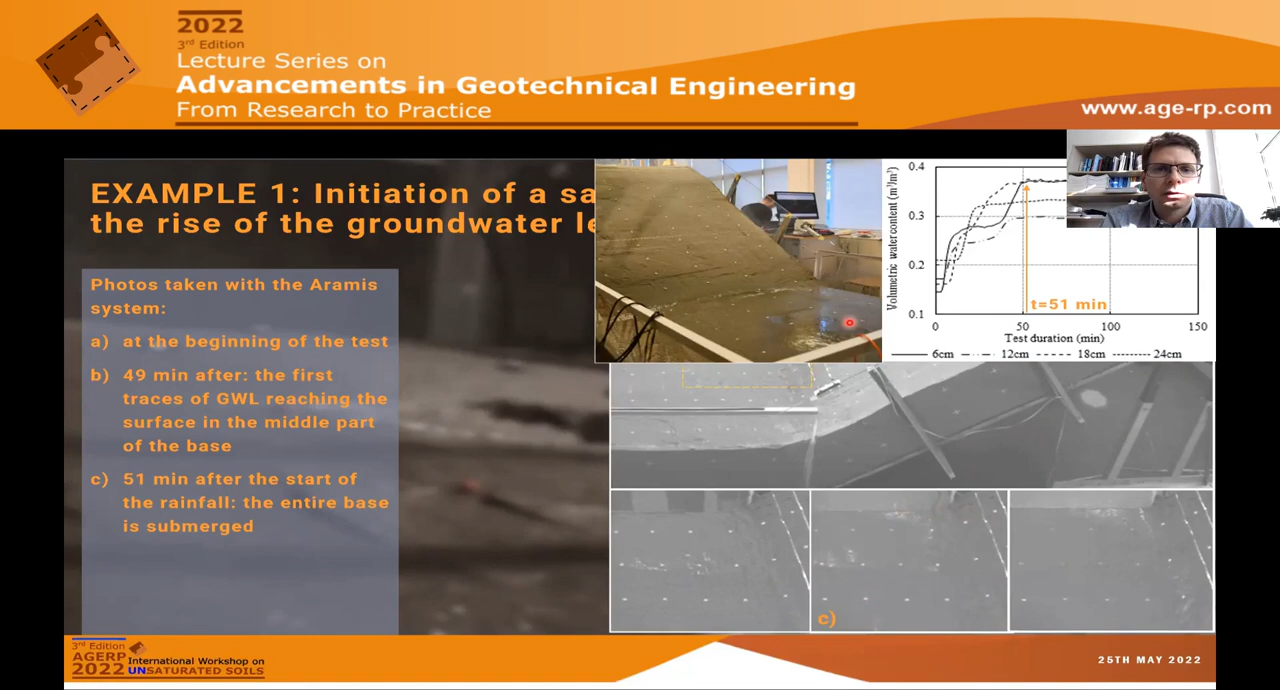 2022
3rd Edition
Lecture Series on
Advancements in Geotechnical Engineering
From Research to Practice
www.age-rp.com
EXAMPLE 1: Initiation of a sa
the rise of the groundwater le
Photos taken with the Aramis
system:
a) at the beginning of the test
b) 49 min after: the first
traces of GWL reaching the
surface in the middle part
of the base
c) 51 min after the start of
the rainfall: the entire base
is submerged
Volumetric water content (m³/m³)
0.4
0.3
0.2
0.1
t=51 min
0 50 100 150
Test duration (min)
6cm 12cm 18cm 24cm
c)
3rd Edition
AGERP
2022
International Workshop on
UNSATURATED SOILS
25TH MAY 2022